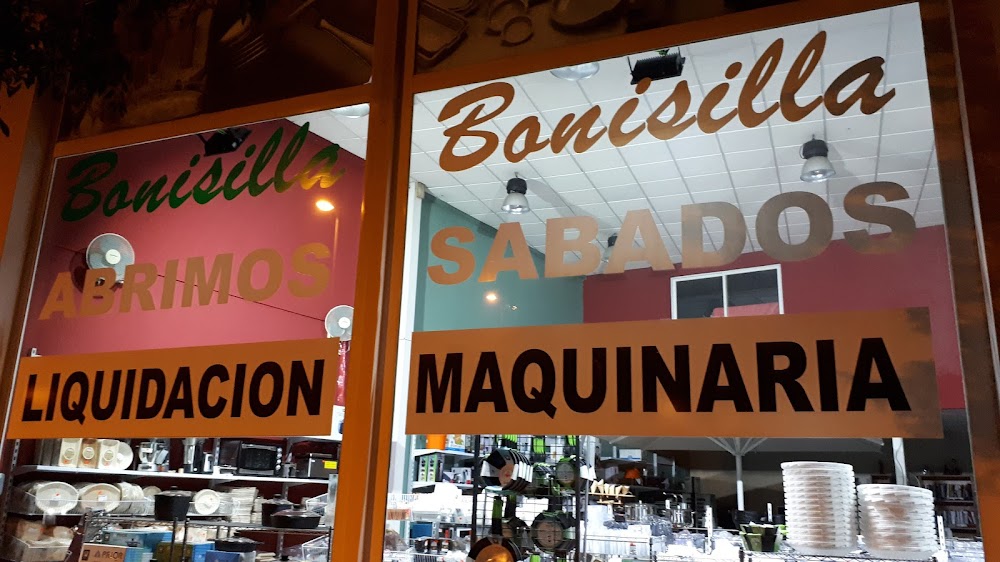 Bonisilla
ABRIMOS
LIQUIDACION
Bonisilla
SABADOS
MAQUINARIA